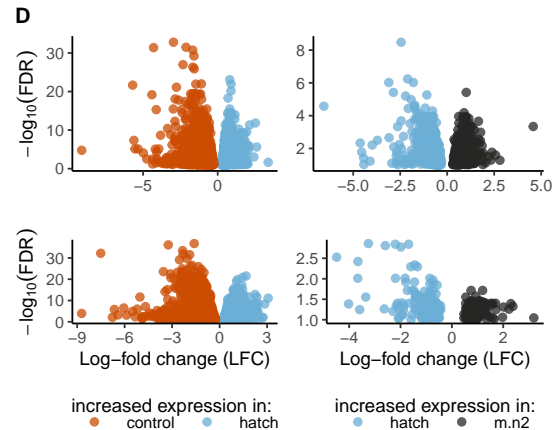 D
−log10(FDR)
30
20
10
0
−5
0
8
6
4
2
−5.0
−2.5
0.0
2.5
5.0
−log10(FDR)
30
20
10
0
−9
−6
−3
0
3
2.5
2.0
1.5
1.0
−4
−2
0
2
Log−fold change (LFC)
Log−fold change (LFC)
increased expression in:
control
hatch
increased expression in:
hatch
m.n2